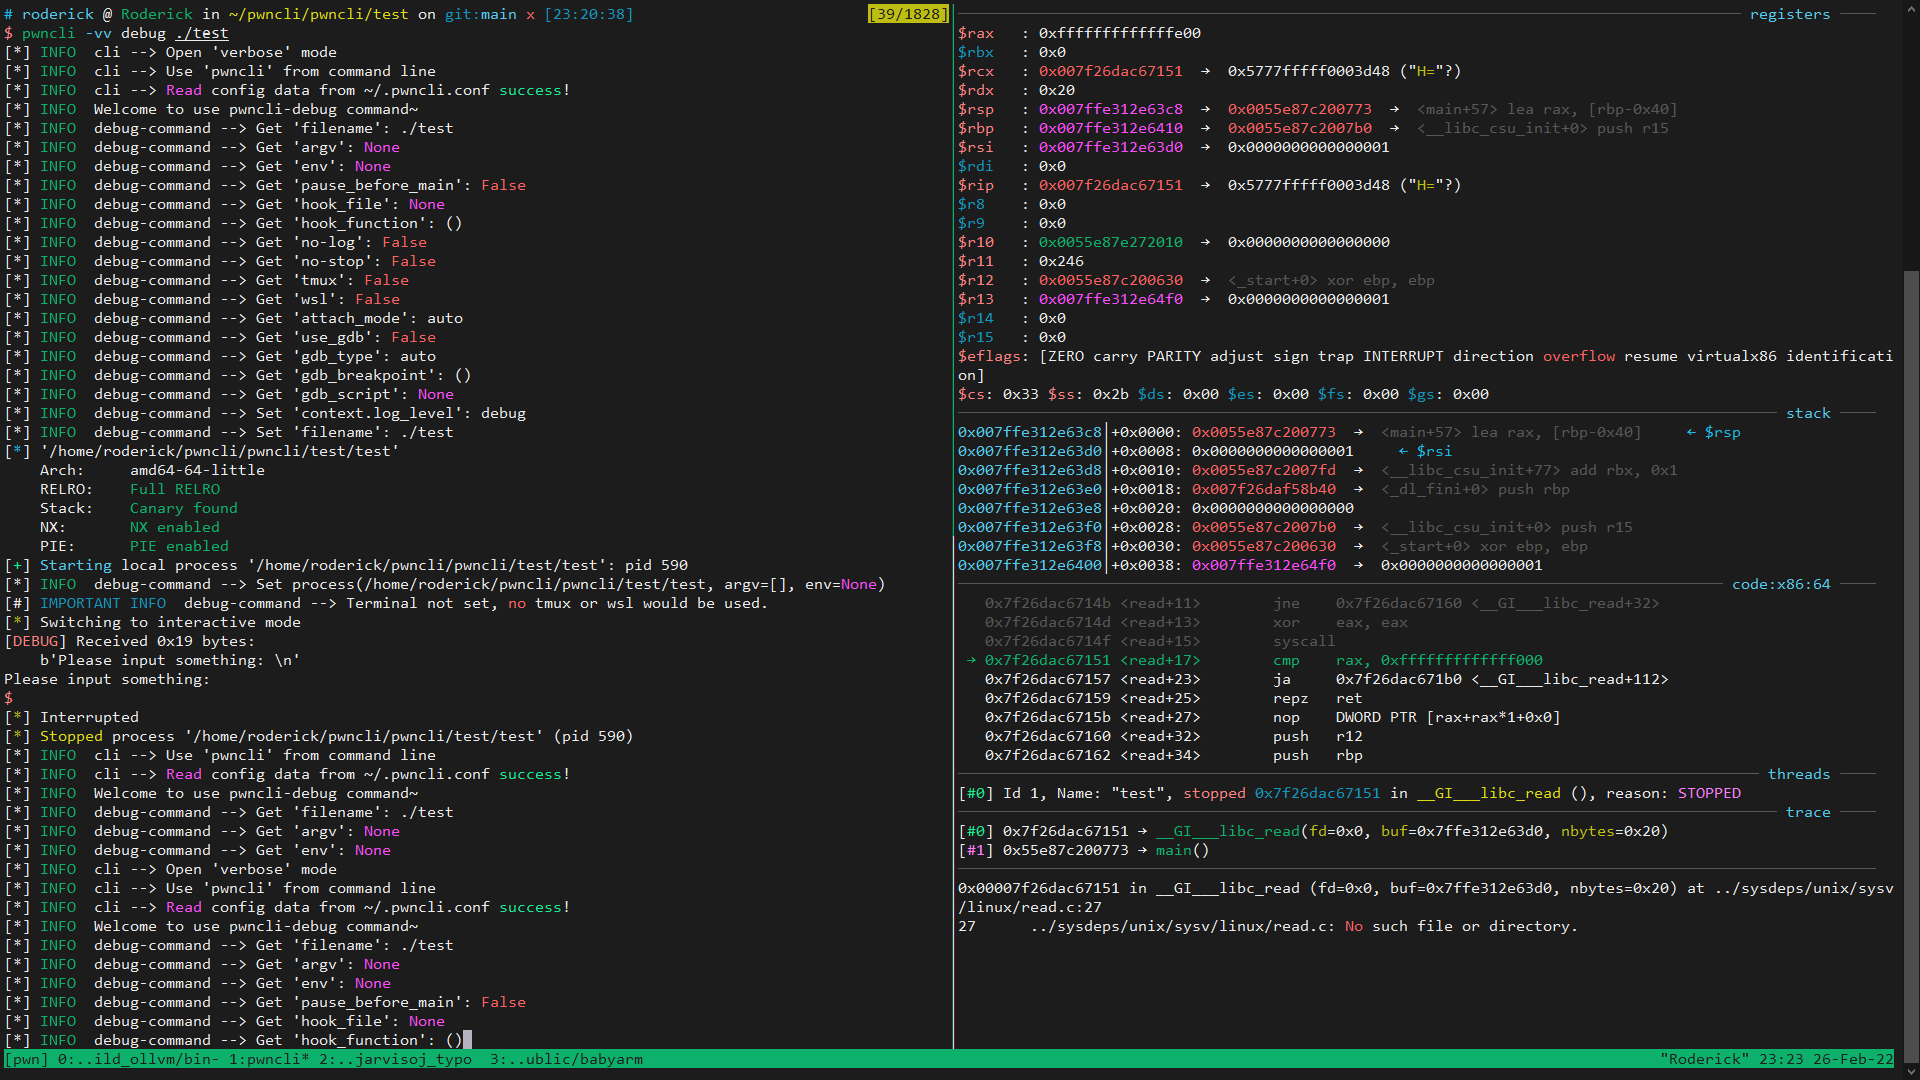 # roderick @ Roderick in ~/pwncli/pwncli/test on git:main x [23:20:38] [39/1828]
$ pwncli -vv debug ./test
[*] INFO  cli --> Open 'verbose' mode
[*] INFO  cli --> Use 'pwncli' from command line
[*] INFO  cli --> Read config data from ~/.pwncli.conf success!
[*] INFO  Welcome to use pwncli-debug command~
[*] INFO  debug-command --> Get 'filename': ./test
[*] INFO  debug-command --> Get 'argv': None
[*] INFO  debug-command --> Get 'env': None
[*] INFO  debug-command --> Get 'pause_before_main': False
[*] INFO  debug-command --> Get 'hook_file': None
[*] INFO  debug-command --> Get 'hook_function': ()
[*] INFO  debug-command --> Get 'no-log': False
[*] INFO  debug-command --> Get 'no-stop': False
[*] INFO  debug-command --> Get 'tmux': False
[*] INFO  debug-command --> Get 'wsl': False
[*] INFO  debug-command --> Get 'attach_mode': auto
[*] INFO  debug-command --> Get 'use_gdb': False
[*] INFO  debug-command --> Get 'gdb_type': auto
[*] INFO  debug-command --> Get 'gdb_breakpoint': ()
[*] INFO  debug-command --> Get 'gdb_script': None
[*] INFO  debug-command --> Set 'context.log_level': debug
[*] INFO  debug-command --> Set 'filename': ./test
[*] '/home/roderick/pwncli/pwncli/test/test'
    Arch:     amd64-64-little
    RELRO:    Full RELRO
    Stack:    Canary found
    NX:       NX enabled
    PIE:      PIE enabled
[+] Starting local process '/home/roderick/pwncli/pwncli/test/test': pid 590
[*] INFO  debug-command --> Set process(/home/roderick/pwncli/pwncli/test/test, argv=[], env=None)
[#] IMPORTANT INFO  debug-command --> Terminal not set, no tmux or wsl would be used.
[*] Switching to interactive mode
[DEBUG] Received 0x19 bytes:
    b'Please input something: \n'
Please input something:
$
[*] Interrupted
[*] Stopped process '/home/roderick/pwncli/pwncli/test/test' (pid 590)
[*] INFO  cli --> Use 'pwncli' from command line
[*] INFO  cli --> Read config data from ~/.pwncli.conf success!
[*] INFO  Welcome to use pwncli-debug command~
[*] INFO  debug-command --> Get 'filename': ./test
[*] INFO  debug-command --> Get 'argv': None
[*] INFO  debug-command --> Get 'env': None
[*] INFO  cli --> Open 'verbose' mode
[*] INFO  cli --> Use 'pwncli' from command line
[*] INFO  cli --> Read config data from ~/.pwncli.conf success!
[*] INFO  Welcome to use pwncli-debug command~
[*] INFO  debug-command --> Get 'filename': ./test
[*] INFO  debug-command --> Get 'argv': None
[*] INFO  debug-command --> Get 'env': None
[*] INFO  debug-command --> Get 'pause_before_main': False
[*] INFO  debug-command --> Get 'hook_file': None
[*] INFO  debug-command --> Get 'hook_function': ()
registers
$rax   : 0xfffffffffffffe00
$rbx   : 0x0
$rcx   : 0x007f26dac67151  →  0x5777fffff0003d48 ("H="?)
$rdx   : 0x20
$rsp   : 0x007ffe312e63c8  →  0x0055e87c200773  →  <main+57> lea rax, [rbp-0x40]
$rbp   : 0x007ffe312e6410  →  0x0055e87c2007b0  →  <__libc_csu_init+0> push r15
$rsi   : 0x007ffe312e63d0  →  0x0000000000000001
$rdi   : 0x0
$rip   : 0x007f26dac67151  →  0x5777fffff0003d48 ("H="?)
$r8    : 0x0
$r9    : 0x0
$r10   : 0x0055e87e272010  →  0x0000000000000000
$r11   : 0x246
$r12   : 0x0055e87c200630  →  <_start+0> xor ebp, ebp
$r13   : 0x007ffe312e64f0  →  0x0000000000000001
$r14   : 0x0
$r15   : 0x0
$eflags: [ZERO carry PARITY adjust sign trap INTERRUPT direction overflow resume virtualx86 identificati
on]
$cs: 0x33 $ss: 0x2b $ds: 0x00 $es: 0x00 $fs: 0x00 $gs: 0x00
stack
0x007ffe312e63c8│+0x0000: 0x0055e87c200773  →  <main+57> lea rax, [rbp-0x40]     ← $rsp
0x007ffe312e63d0│+0x0008: 0x0000000000000001     ← $rsi
0x007ffe312e63d8│+0x0010: 0x0055e87c2007fd  →  <__libc_csu_init+77> add rbx, 0x1
0x007ffe312e63e0│+0x0018: 0x007f26daf58b40  →  <_dl_fini+0> push rbp
0x007ffe312e63e8│+0x0020: 0x0000000000000000
0x007ffe312e63f0│+0x0028: 0x0055e87c2007b0  →  <__libc_csu_init+0> push r15
0x007ffe312e63f8│+0x0030: 0x0055e87c200630  →  <_start+0> xor ebp, ebp
0x007ffe312e6400│+0x0038: 0x007ffe312e64f0  →  0x0000000000000001
code:x86:64
   0x7f26dac6714b <read+11>        jne    0x7f26dac67160 <__GI___libc_read+32>
   0x7f26dac6714d <read+13>        xor    eax, eax
   0x7f26dac6714f <read+15>        syscall
 → 0x7f26dac67151 <read+17>        cmp    rax, 0xfffffffffffff000
   0x7f26dac67157 <read+23>        ja     0x7f26dac671b0 <__GI___libc_read+112>
   0x7f26dac67159 <read+25>        repz   ret
   0x7f26dac6715b <read+27>        nop    DWORD PTR [rax+rax*1+0x0]
   0x7f26dac67160 <read+32>        push   r12
   0x7f26dac67162 <read+34>        push   rbp
threads
[#0] Id 1, Name: "test", stopped 0x7f26dac67151 in __GI___libc_read (), reason: STOPPED
trace
[#0] 0x7f26dac67151 → __GI___libc_read(fd=0x0, buf=0x7ffe312e63d0, nbytes=0x20)
[#1] 0x55e87c200773 → main()
0x00007f26dac67151 in __GI___libc_read (fd=0x0, buf=0x7ffe312e63d0, nbytes=0x20) at ../sysdeps/unix/sysv
/linux/read.c:27
27      ../sysdeps/unix/sysv/linux/read.c: No such file or directory.
[pwn] 0:..ild_ollvm/bin- 1:pwncli* 2:..jarvisoj_typo  3:..ublic/babyarm "Roderick" 23:23 26-Feb-22